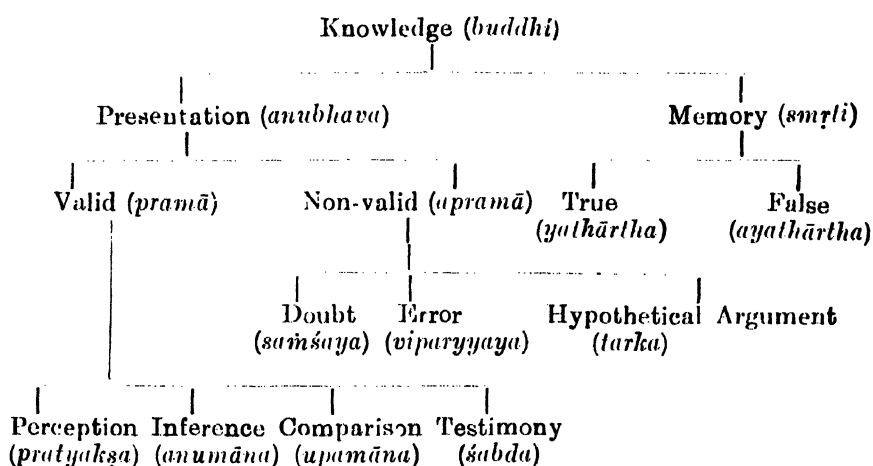 Knowledge (buddhi)
Presentation (anubhava) Memory (smṛti)
Valid (pramā) Non-valid (apramā) True False
(yathārtha) (ayathārtha)
Doubt Error Hypothetical Argument
(saṁśaya) (viparyyaya) (tarka)
Perception Inference Comparison Testimony
(pratyakṣa) (anumāna) (upamāna) (śabda)